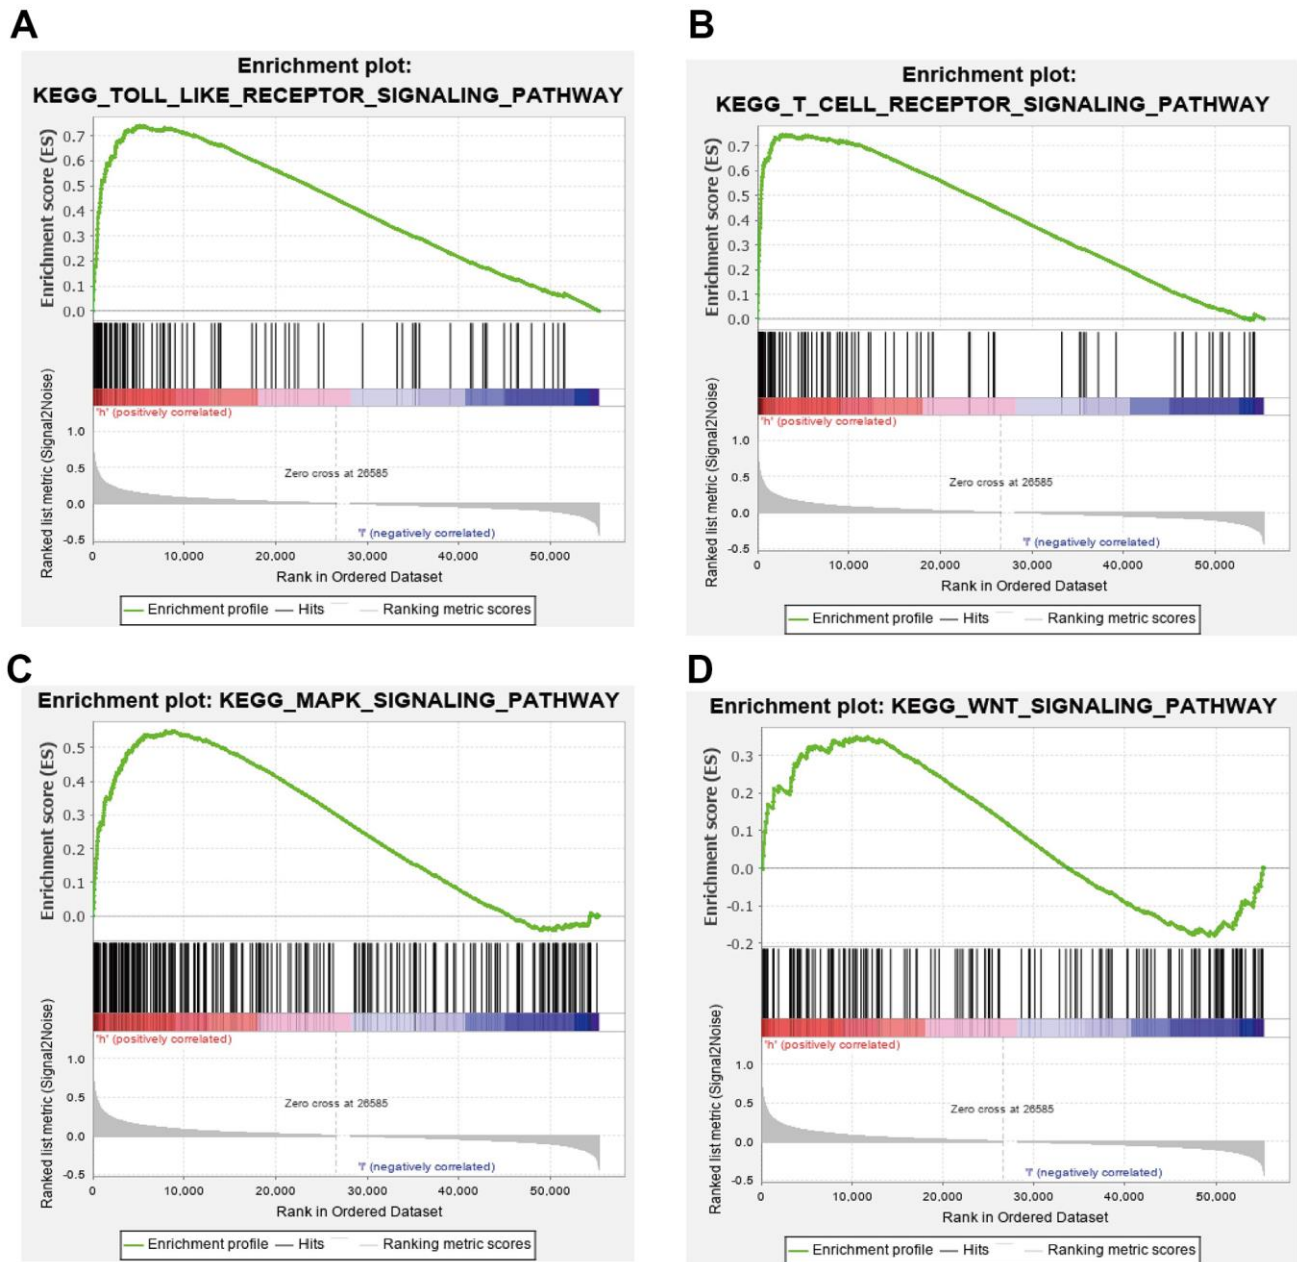 A
Enrichment plot:
KEGG_TOLL_LIKE_RECEPTOR_SIGNALING_PATHWAY
Enrichment score (ES)
0.7
0.6
0.5
0.4
0.3
0.2
0.1
0.0
'h' (positively correlated)
Ranked list metric (Signal2Noise)
1.0
0.5
0.0
-0.5
Zero cross at 26585
'l' (negatively correlated)
0 10,000 20,000 30,000 40,000 50,000
Rank in Ordered Dataset
Enrichment profile Hits Ranking metric scores
B
Enrichment plot:
KEGG_T_CELL_RECEPTOR_SIGNALING_PATHWAY
Enrichment score (ES)
0.7
0.6
0.5
0.4
0.3
0.2
0.1
0.0
'h' (positively correlated)
Ranked list metric (Signal2Noise)
1.0
0.5
0.0
-0.5
Zero cross at 26585
'l' (negatively correlated)
0 10,000 20,000 30,000 40,000 50,000
Rank in Ordered Dataset
Enrichment profile Hits Ranking metric scores
C
Enrichment plot: KEGG_MAPK_SIGNALING_PATHWAY
Enrichment score (ES)
0.5
0.4
0.3
0.2
0.1
0.0
'h' (positively correlated)
Ranked list metric (Signal2Noise)
1.0
0.5
0.0
-0.5
Zero cross at 26585
'l' (negatively correlated)
0 10,000 20,000 30,000 40,000 50,000
Rank in Ordered Dataset
Enrichment profile Hits Ranking metric scores
D
Enrichment plot: KEGG_WNT_SIGNALING_PATHWAY
Enrichment score (ES)
0.3
0.2
0.1
0.0
-0.1
-0.2
'h' (positively correlated)
Ranked list metric (Signal2Noise)
1.0
0.5
0.0
-0.5
Zero cross at 26585
'l' (negatively correlated)
0 10,000 20,000 30,000 40,000 50,000
Rank in Ordered Dataset
Enrichment profile Hits Ranking metric scores